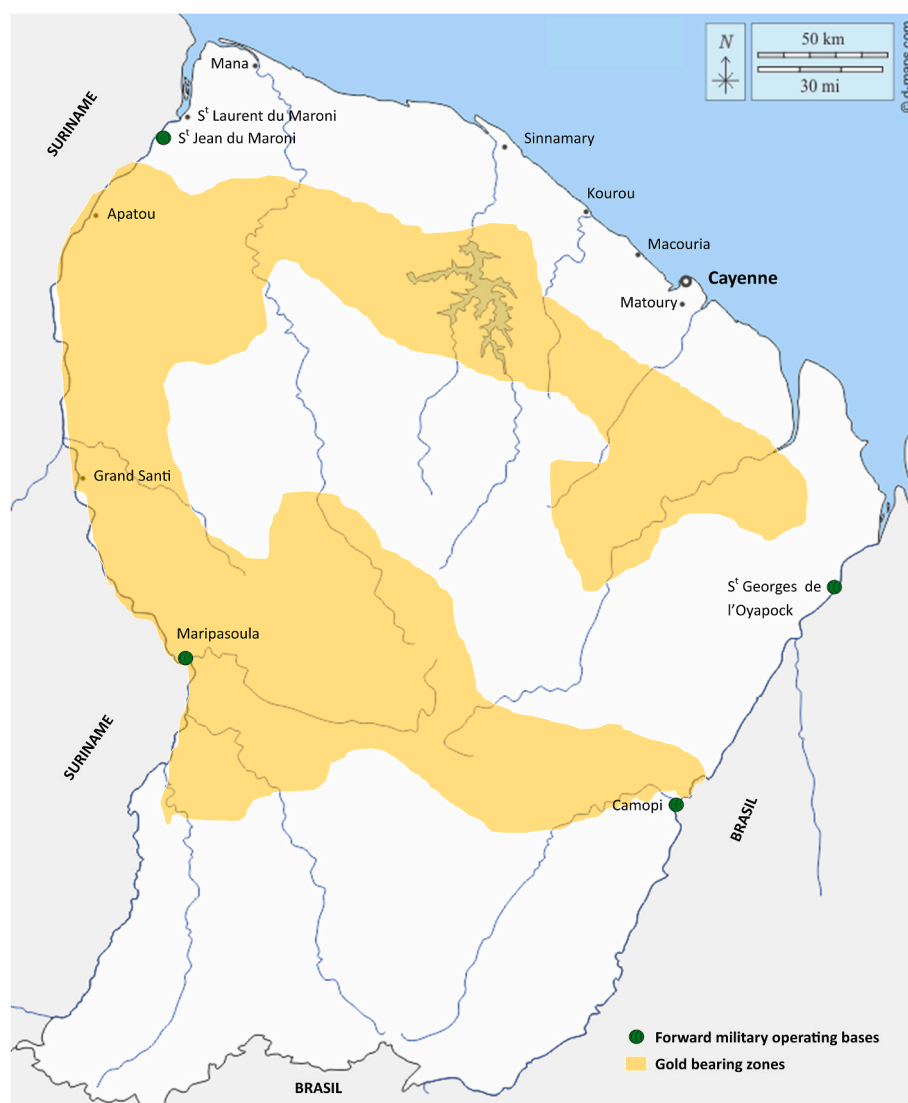 N
50 km
30 mi
© d-maps.com
Mana
SURINAME
Sᵗ Laurent du Maroni
Sᵗ Jean du Maroni
Sinnamary
Kourou
Apatou
Macouria
Cayenne
Matoury
Grand Santi
Sᵗ Georges de
l'Oyapock
Maripasoula
SURINAME
Camopi
BRASIL
Forward military operating bases
Gold bearing zones
BRASIL